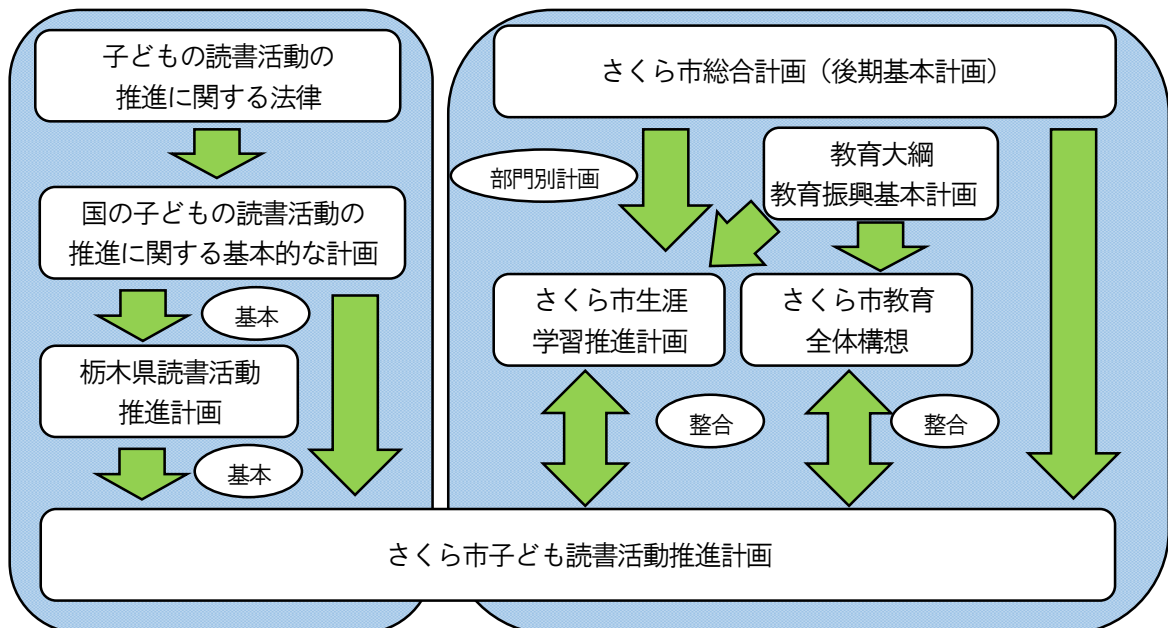 子どもの読書活動の
推進に関する法律
国の子どもの読書活動の
推進に関する基本的な計画
基本
栃木県読書活動
推進計画
基本
さくら市総合計画（後期基本計画）
部門別計画
教育大綱
教育振興基本計画
さくら市生涯
学習推進計画
さくら市教育
全体構想
整合
整合
さくら市子ども読書活動推進計画